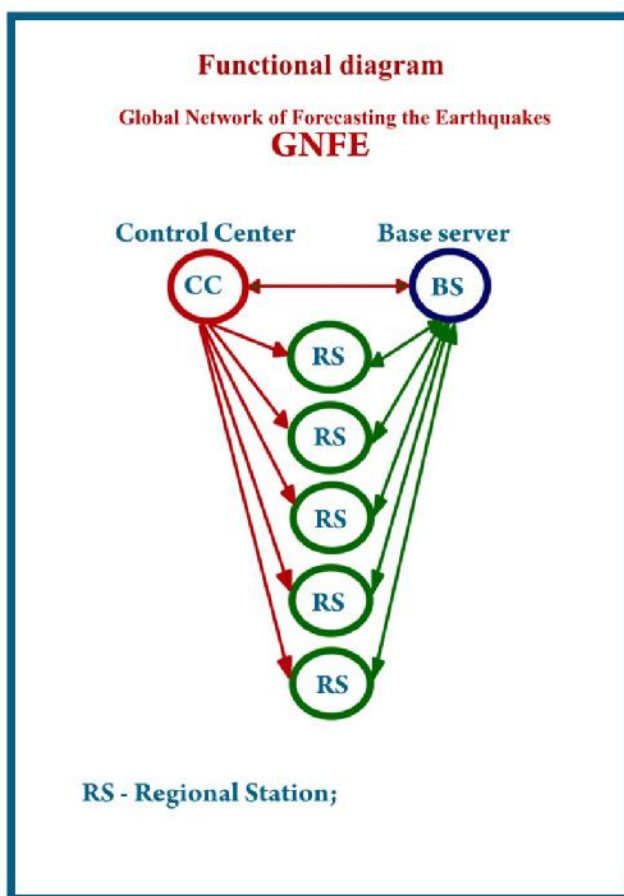 Functional diagram
Global Network of Forecasting the Earthquakes
GNFE
Control Center
Base server
CC
BS
RS
RS
RS
RS
RS
RS - Regional Station;